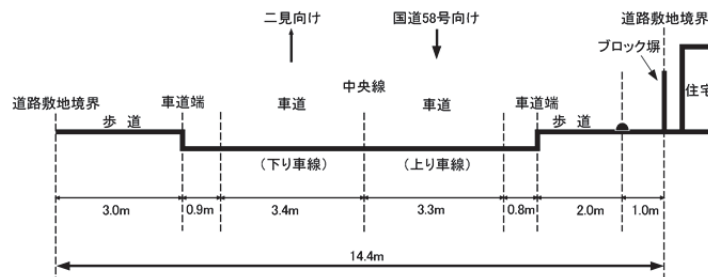 二見向け
国道58号向け
道路敷地境界
ブロック塀
中央線
道路敷地境界
車道端
車道
車道
車道端
住宅
歩 道
歩 道
(下り車線)
(上り車線)
3.0m
0.9m
3.4m
3.3m
0.8m
2.0m
1.0m
14.4m